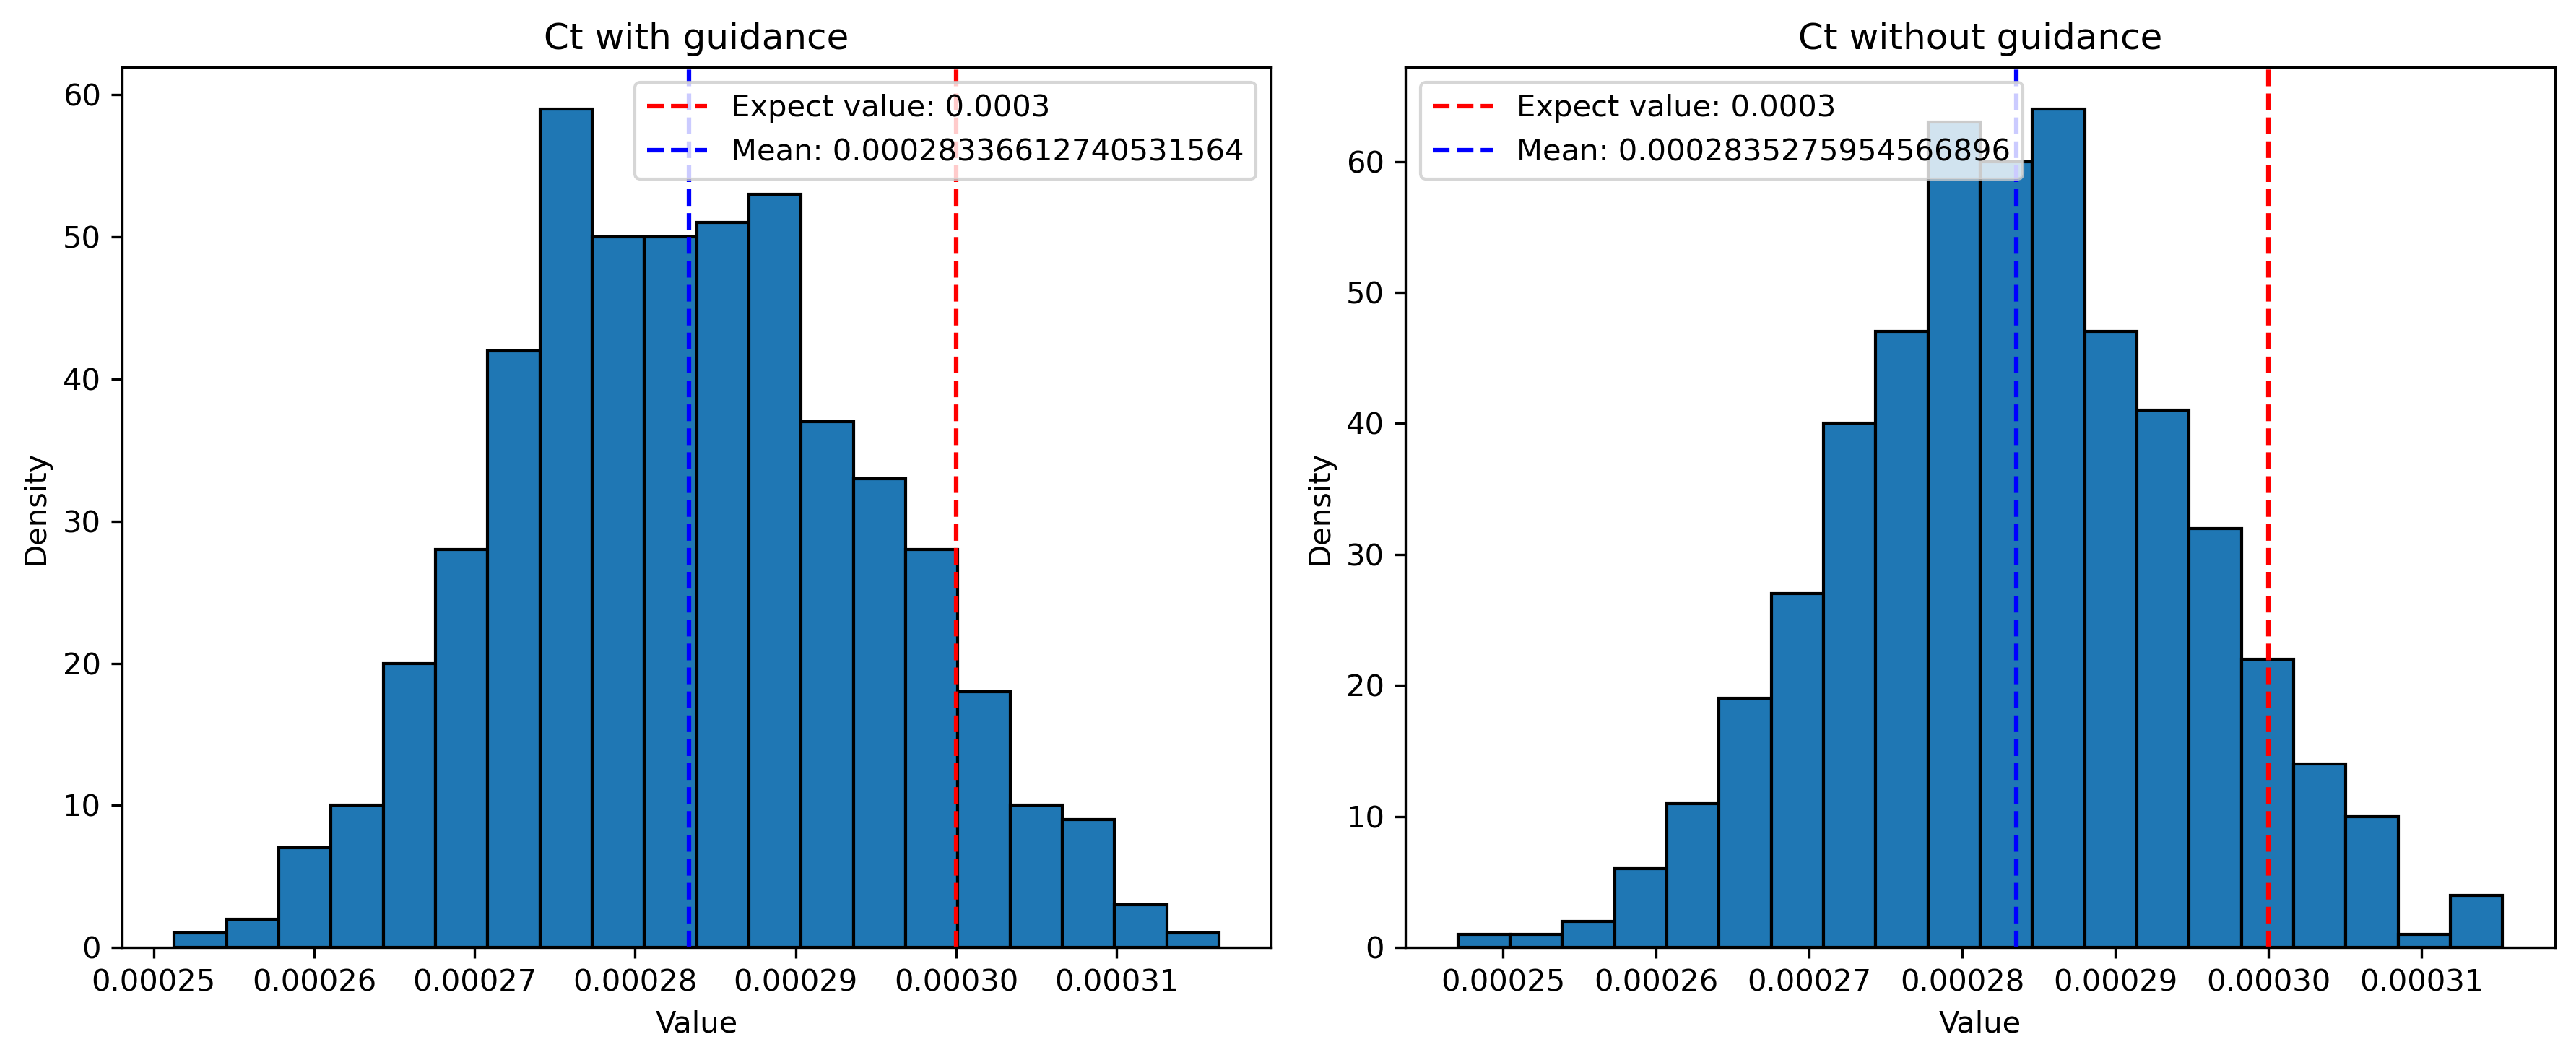 Ct with guidance
Expect value: 0.0003
Mean: 0.00028336612740531564
60
50
40
30
20
10
0
Density
0.00025 0.00026 0.00027 0.00028 0.00029 0.00030 0.00031
Value
Ct without guidance
Expect value: 0.0003
Mean: 0.0002835275954566896
60
50
40
30
20
10
0
Density
0.00025 0.00026 0.00027 0.00028 0.00029 0.00030 0.00031
Value